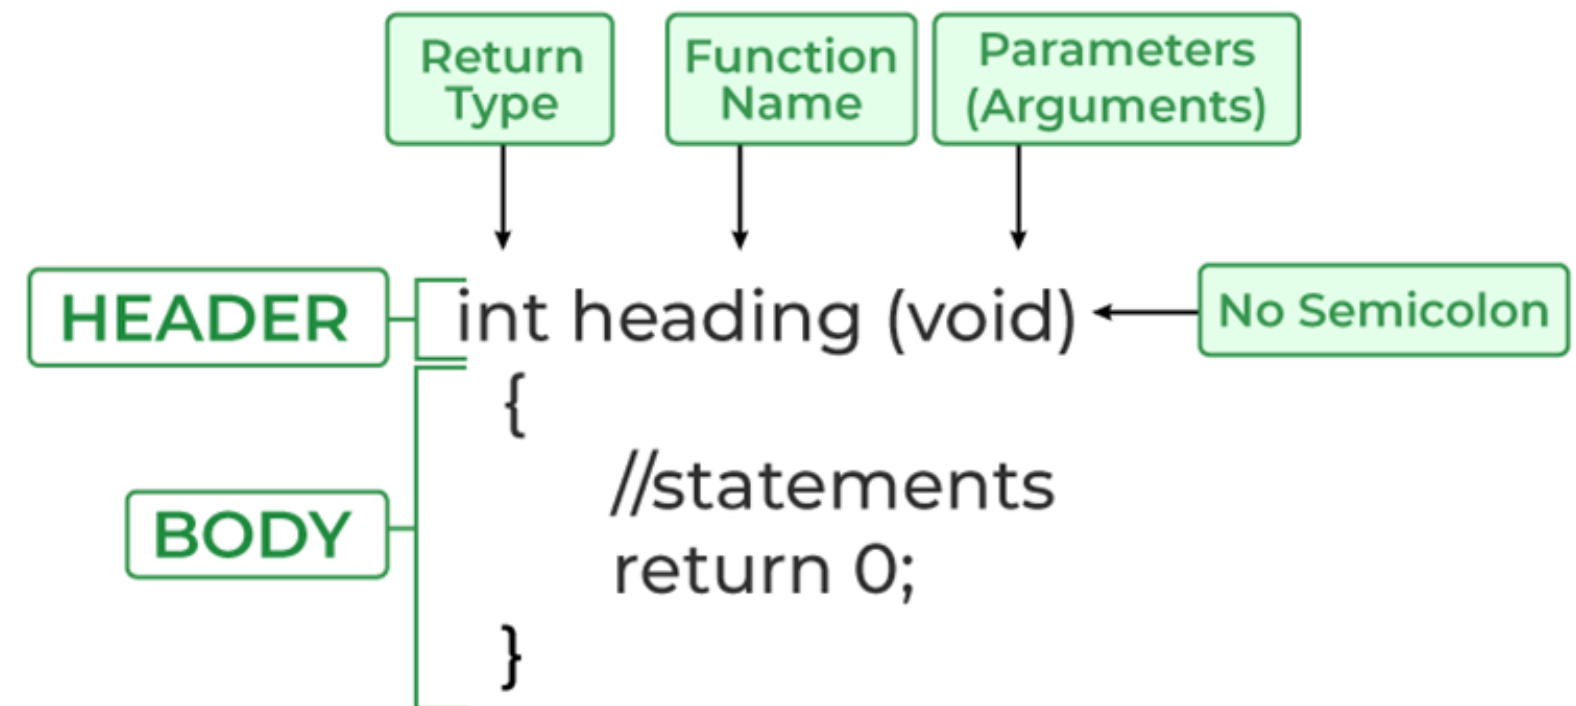 Return
Type
Function
Name
Parameters
(Arguments)
HEADER
int heading (void)
No Semicolon
{
//statements
BODY
return 0;
}